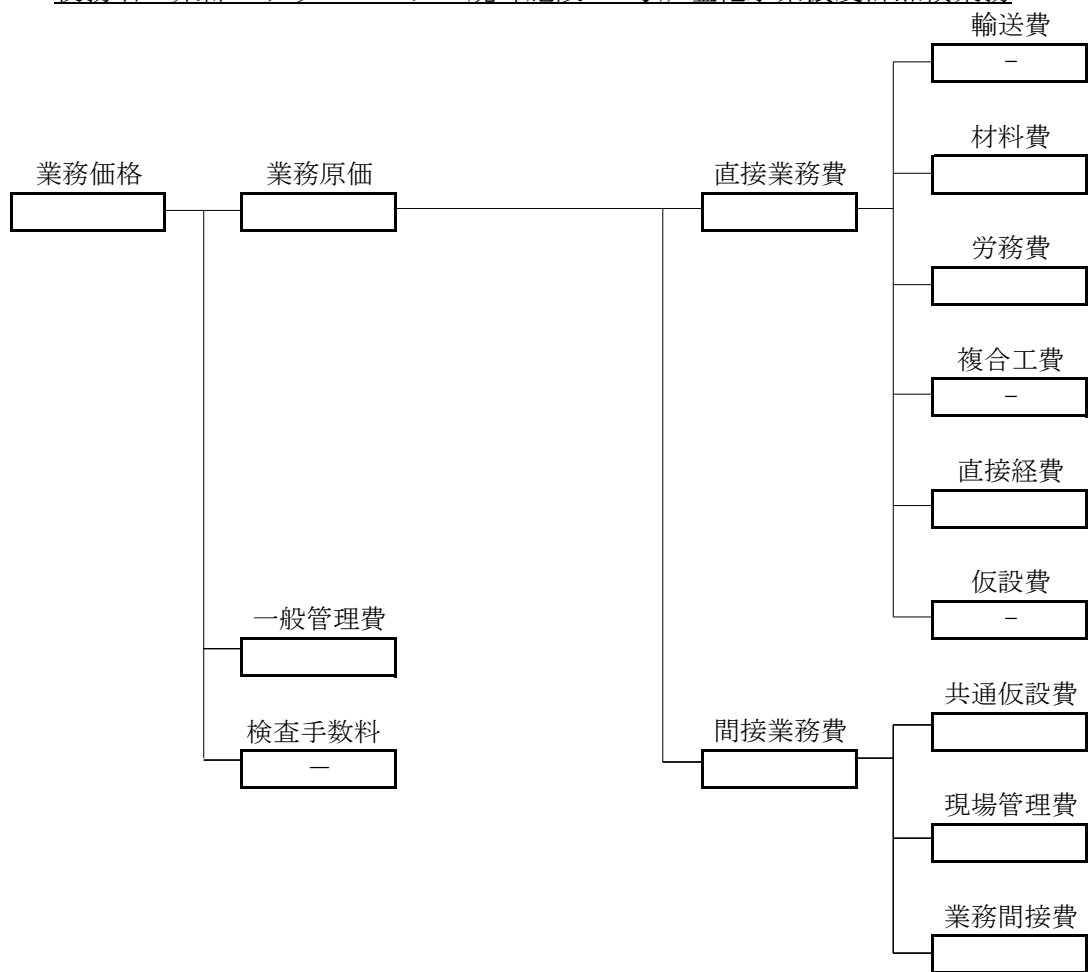 輸送費
−
材料費
業務価格
業務原価
直接業務費
労務費
複合工費
−
直接経費
仮設費
−
一般管理費
共通仮設費
検査手数料
−
間接業務費
現場管理費
業務間接費